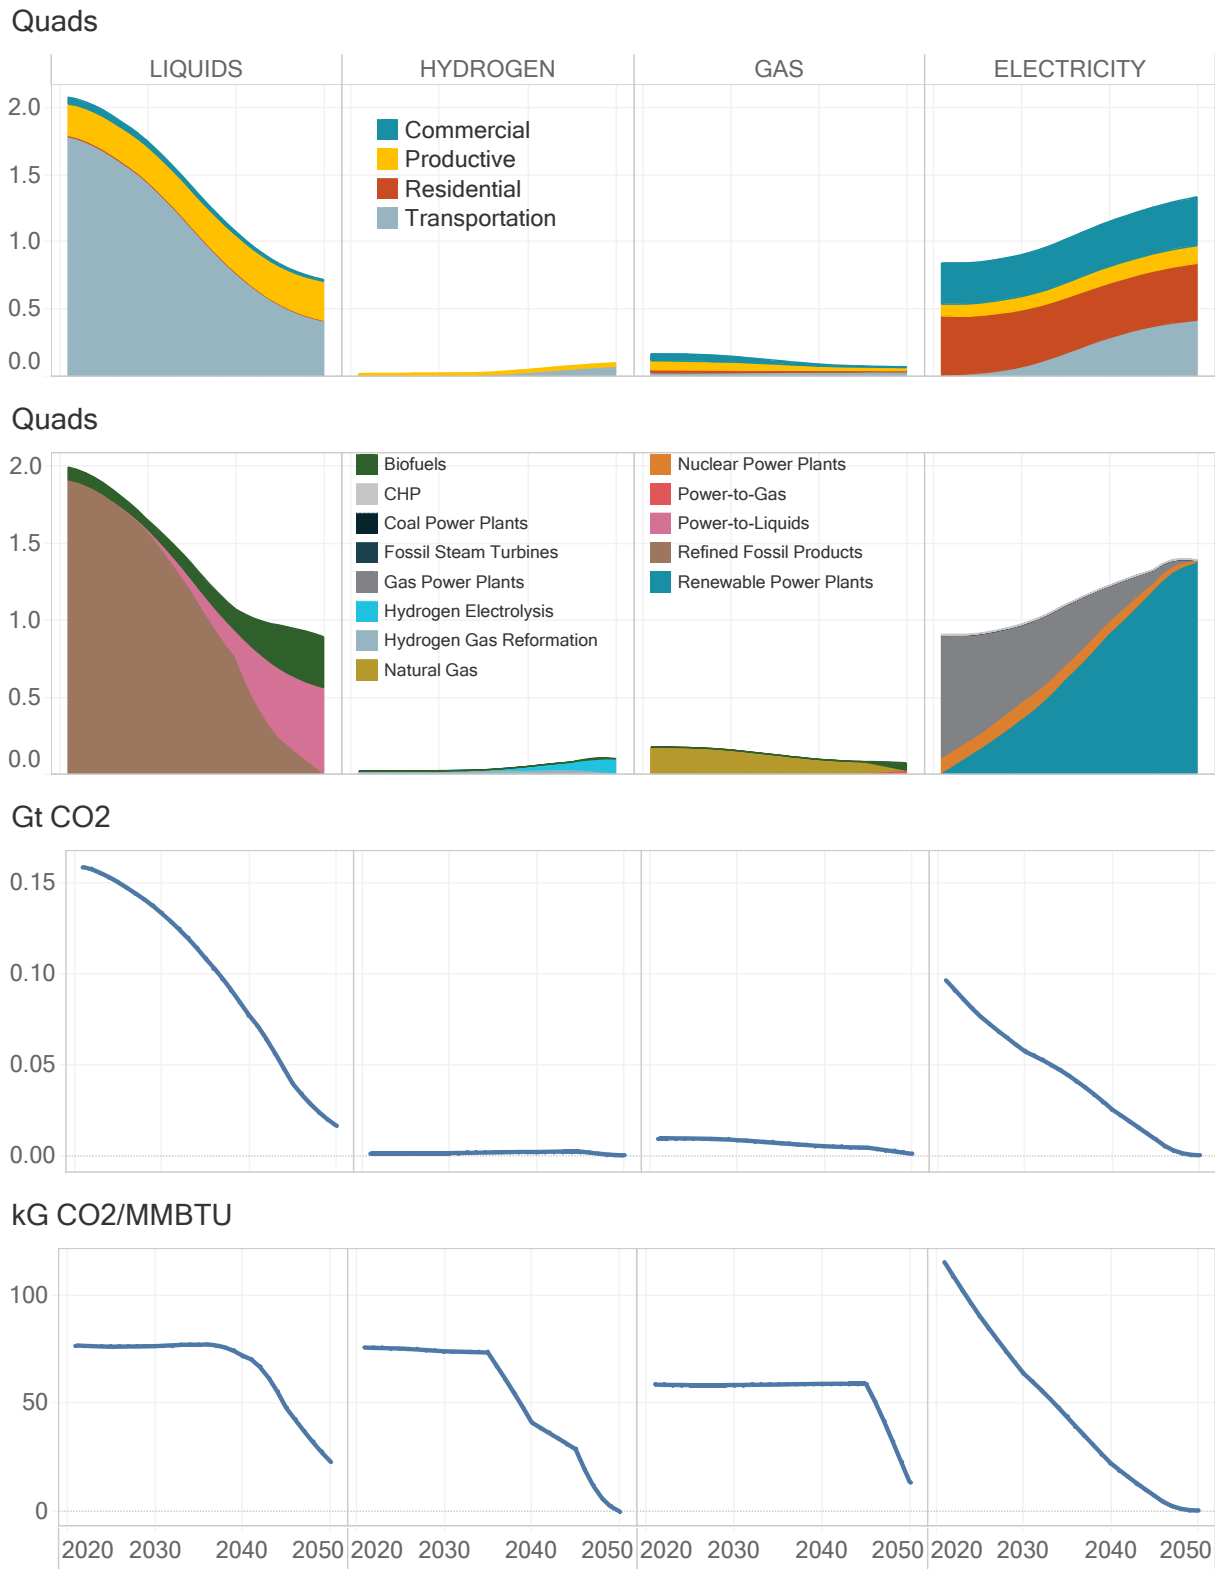 Quads
LIQUIDS HYDROGEN GAS ELECTRICITY
2.0
1.5
1.0
0.5
0.0
Commercial
Productive
Residential
Transportation
Quads
2.0
1.5
1.0
0.5
0.0
Biofuels
CHP
Coal Power Plants
Fossil Steam Turbines
Gas Power Plants
Hydrogen Electrolysis
Hydrogen Gas Reformation
Natural Gas
Nuclear Power Plants
Power-to-Gas
Power-to-Liquids
Refined Fossil Products
Renewable Power Plants
Gt CO2
0.15
0.10
0.05
0.00
kG CO2/MMBTU
100
50
0
2020 2030 2040 2050 2020 2030 2040 2050 2020 2030 2040 2050 2020 2030 2040 2050